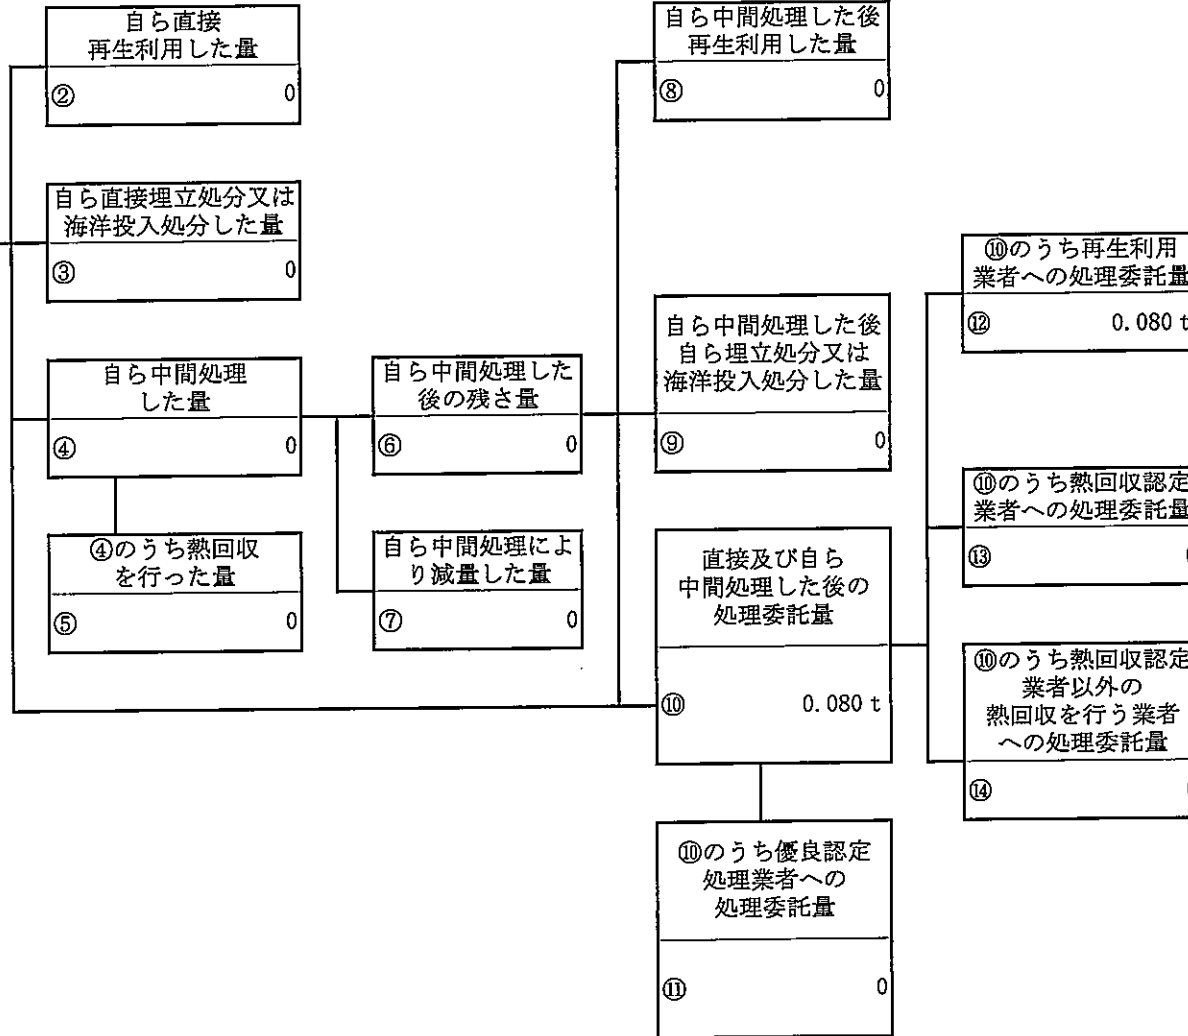 自ら直接
再生利用した量
② 0
自ら直接埋立処分又は
海洋投入処分した量
③ 0
自ら中間処理
した量
④ 0
④のうち熱回収
を行った量
⑤ 0
自ら中間処理した
後の残さ量
⑥ 0
自ら中間処理によ
り減量した量
⑦ 0
自ら中間処理した後
再生利用した量
⑧ 0
自ら中間処理した後
自ら埋立処分又は
海洋投入処分した量
⑨ 0
直接及び自ら
中間処理した後の
処理委託量
⑩ 0.080 t
⑩のうち優良認定
処理業者への
処理委託量
⑪ 0
⑩のうち再生利用
業者への処理委託量
⑫ 0.080 t
⑩のうち熱回収認定
業者への処理委託量
⑬
⑩のうち熱回収認定
業者以外の
熱回収を行う業者
への処理委託量
⑭